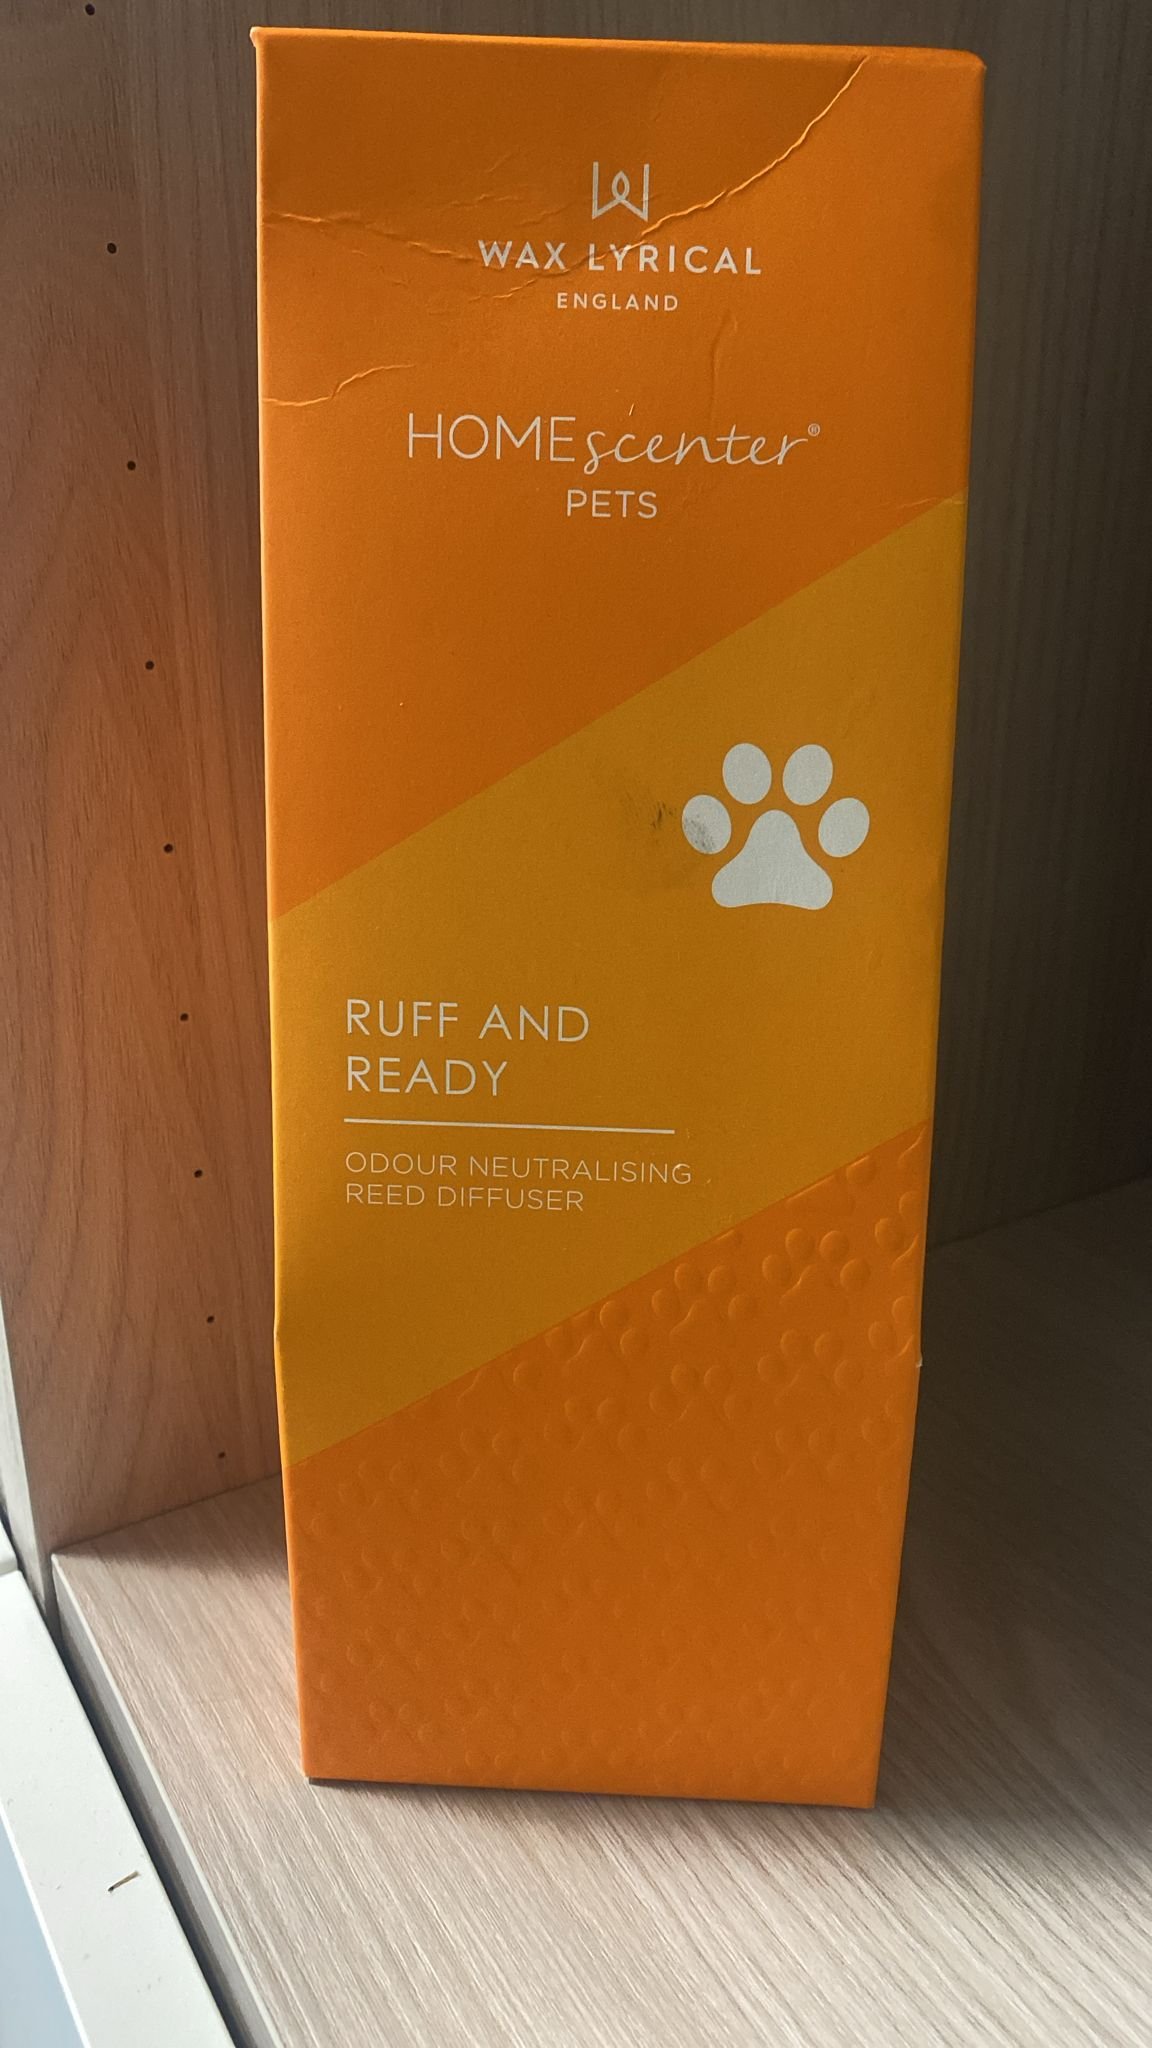 WAX LYRICAL
ENGLAND
HOMEscenter®
PETS
RUFF AND
READY
ODOUR NEUTRALISING
REED DIFFUSER